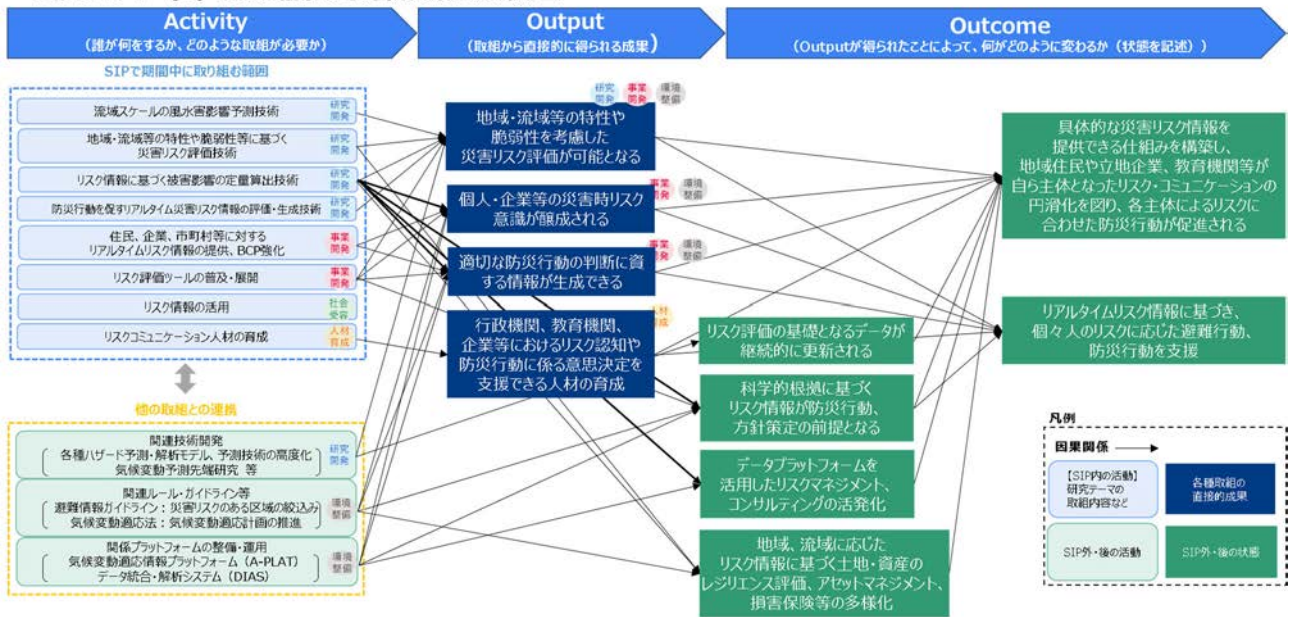 Activity
(誰が何をするか、どのような取組が必要か)
Output
(取組から直接的に得られる成果)
Outcome
(Outputが得られたことによって、何がどのように変わるか(状態を記述))
SIPで期間中に取り組む範囲
流域スケールの風水害影響予測技術
研究
開発
地域・流域等の特性や脆弱性等に基づく
災害リスク評価技術
研究
開発
リスク情報に基づく被害影響の定量算出技術
研究
開発
防災行動を促すリアルタイム災害リスク情報の評価・生成技術
研究
開発
住民、企業、市町村等に対する
リアルタイムリスク情報の提供、BCP強化
事業
開発
リスク評価ツールの普及・展開
事業
開発
リスク情報の活用
社会
受容
リスクコミュニケーション人材の育成
人材
育成
他の取組との連携
関連技術開発
各種ハザード予測・解析モデル、予測技術の高度化
気候変動予測先端研究 等
研究
開発
関連ルール・ガイドライン等
避難情報ガイドライン:災害リスクのある区域の絞込み
気候変動適応法:気候変動適応計画の推進
環境
整備
関係プラットフォームの整備・運用
気候変動適応情報プラットフォーム(A-PLAT)
データ統合・解析システム(DIAS)
環境
整備
研究
開発
事業
開発
環境
整備
地域・流域等の特性や
脆弱性を考慮した
災害リスク評価が可能となる
事業
開発
環境
整備
個人・企業等の災害時リスク
意識が醸成される
事業
開発
環境
整備
適切な防災行動の判断に資
する情報が生成できる
人材
育成
行政機関、教育機関、
企業等におけるリスク認知や
防災行動に係る意思決定を
支援できる人材の育成
リスク評価の基礎となるデータが
継続的に更新される
科学的根拠に基づく
リスク情報が防災行動、
方針策定の前提となる
データプラットフォームを
活用したリスクマネジメント、
コンサルティングの活発化
地域、流域に応じた
リスク情報に基づく土地・資産の
レジリエンス評価、アセットマネジメント、
損害保険等の多様化
具体的な災害リスク情報を
提供できる仕組みを構築し、
地域住民や立地企業、教育機関等が
自ら主体となったリスク・コミュニケーションの
円滑化を図り、各主体によるリスクに
合わせた防災行動が促進される
リアルタイムリスク情報に基づき、
個々人のリスクに応じた避難行動、
防災行動を支援
凡例
因果関係
【SIP内の活動】
研究テーマの
取組内容など
各種取組の
直接的成果
SIP外・後の活動
SIP外・後の状態